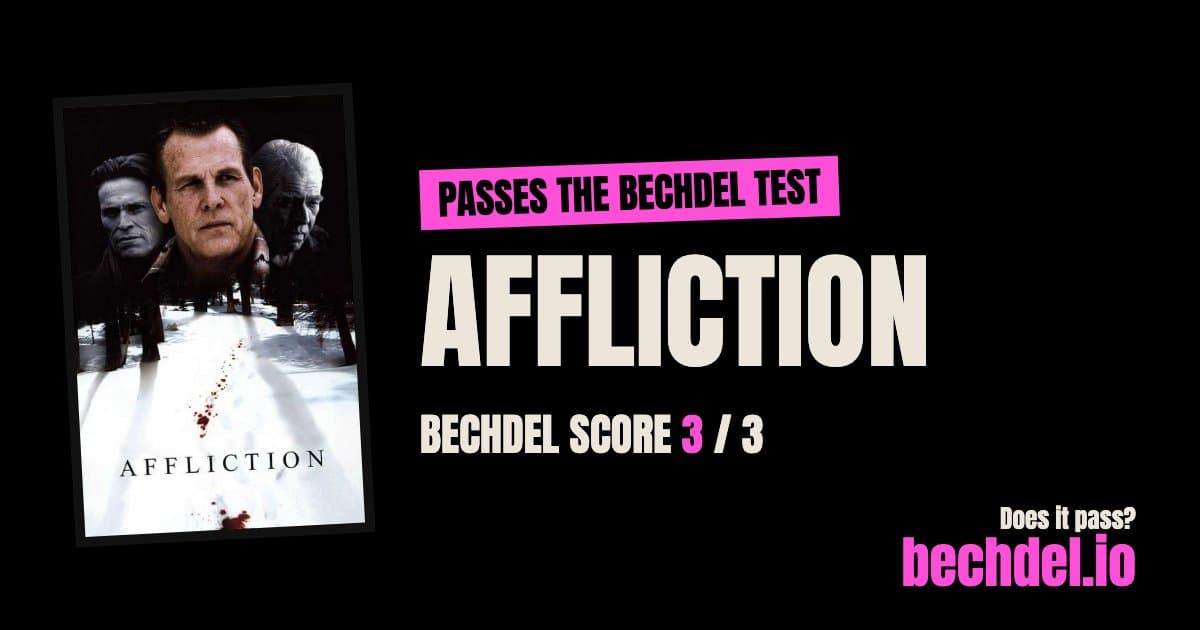 PASSES THE BECHDEL TEST
AFFLICTION
BECHDEL SCORE 3 / 3
AFFLICTION
Does it pass?
bechdel.io